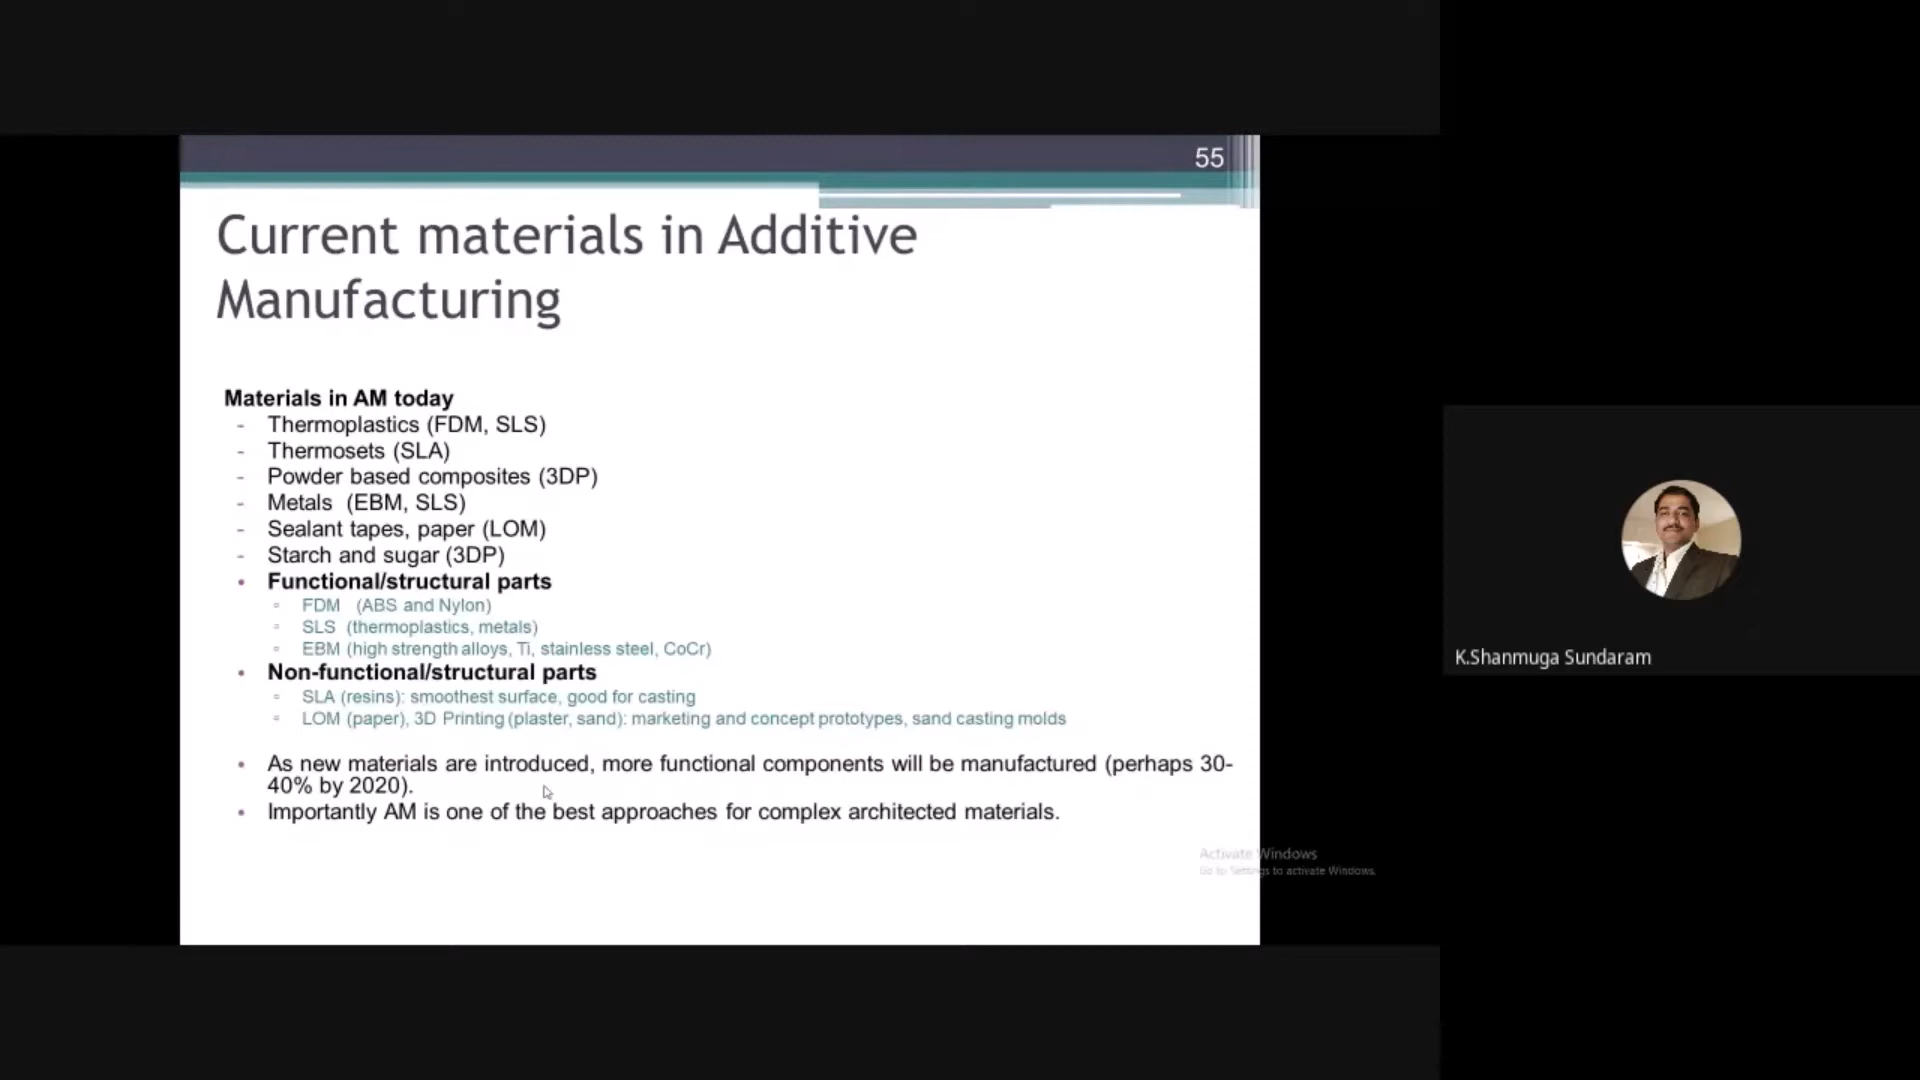 55
Current materials in Additive
Manufacturing
Materials in AM today
- Thermoplastics (FDM, SLS)
- Thermosets (SLA)
- Powder based composites (3DP)
- Metals (EBM, SLS)
- Sealant tapes, paper (LOM)
- Starch and sugar (3DP)
• Functional/structural parts
▫ FDM (ABS and Nylon)
▫ SLS (thermoplastics, metals)
▫ EBM (high strength alloys, Ti, stainless steel, CoCr)
• Non-functional/structural parts
▫ SLA (resins): smoothest surface, good for casting
▫ LOM (paper), 3D Printing (plaster, sand): marketing and concept prototypes, sand casting molds
• As new materials are introduced, more functional components will be manufactured (perhaps 30-
40% by 2020).
• Importantly AM is one of the best approaches for complex architected materials.
Activate Windows
Go to Settings to activate Windows.
K.Shanmuga Sundaram